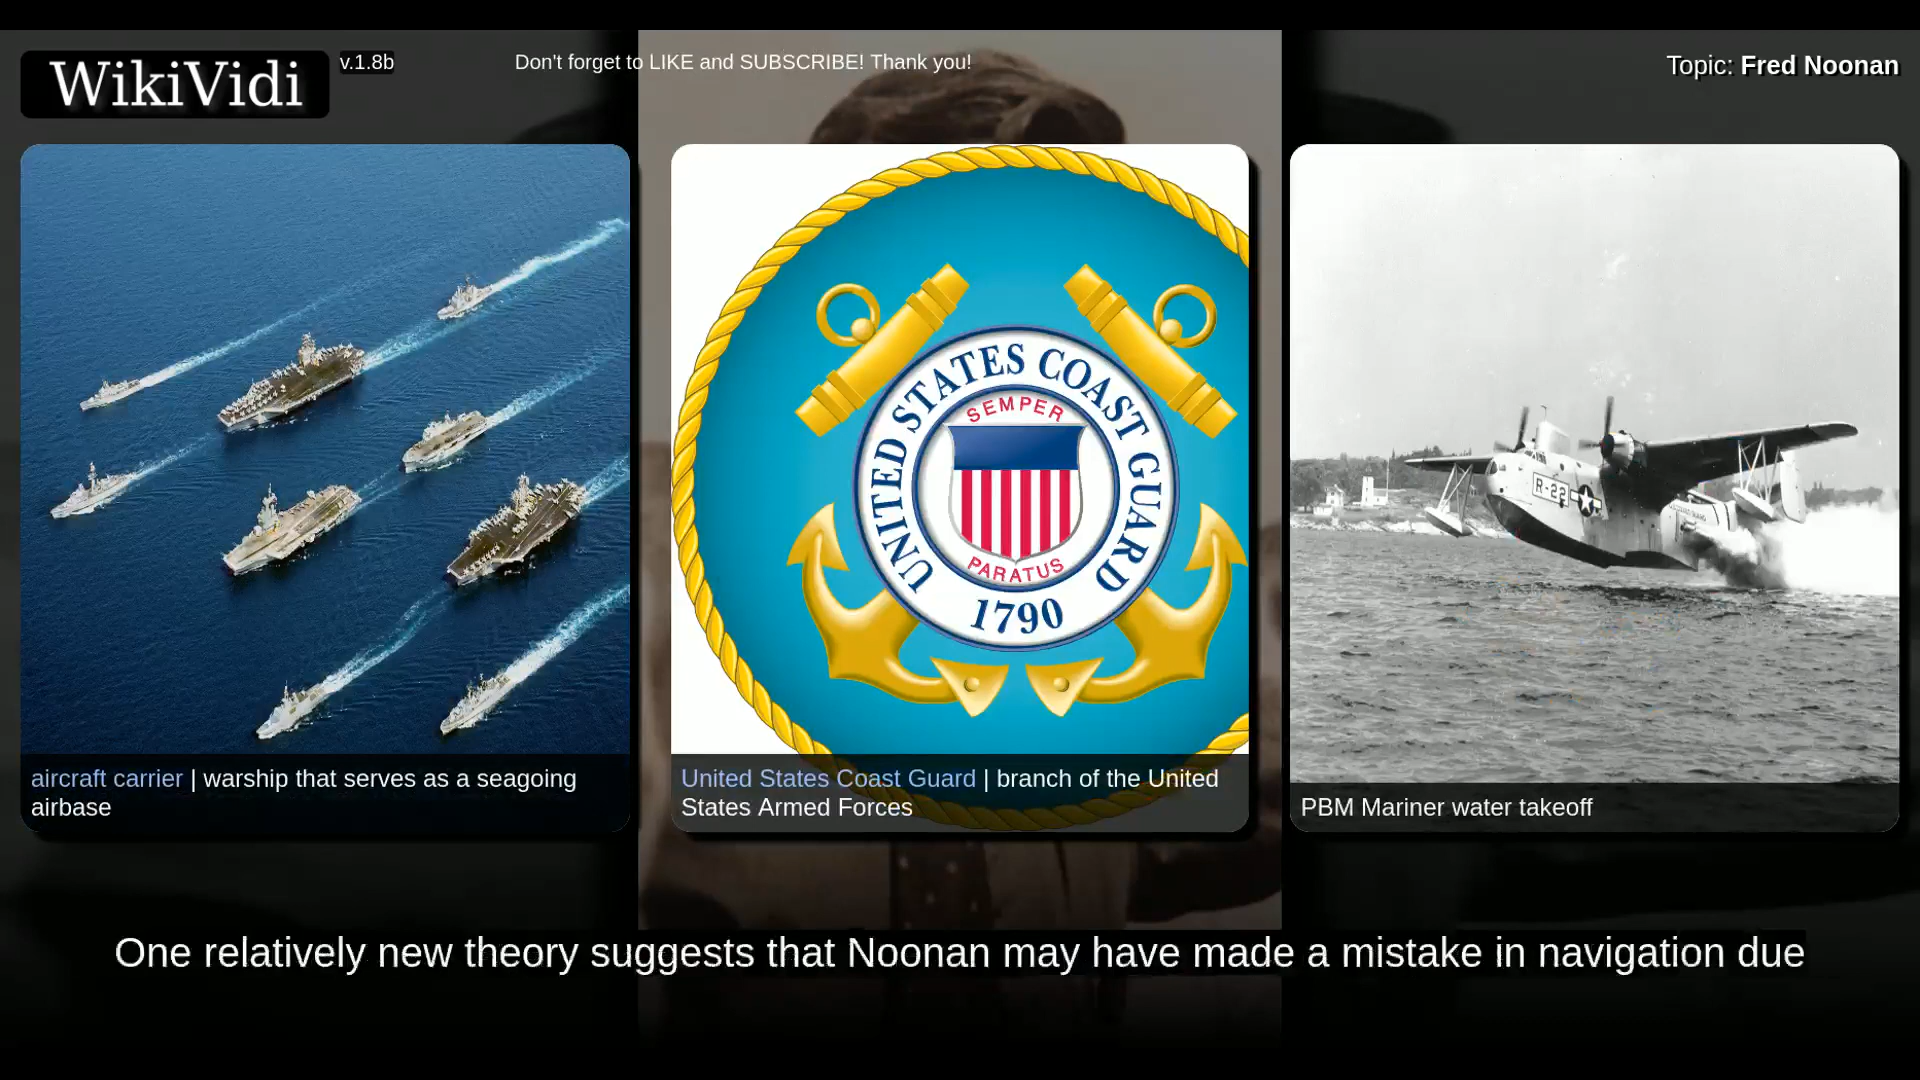 WikiVidi
v.1.8b
Don't forget to LIKE and SUBSCRIBE! Thank you!
Topic: Fred Noonan
UNITED STATES COAST GUARD
SEMPER
PARATUS
1790
R-22
aircraft carrier | warship that serves as a seagoing
airbase
United States Coast Guard | branch of the United
States Armed Forces
PBM Mariner water takeoff
One relatively new theory suggests that Noonan may have made a mistake in navigation due